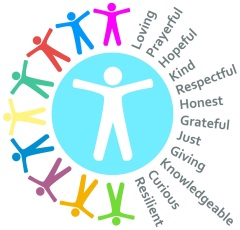 Loving
Prayerful
Hopeful
Kind
Respectful
Honest
Grateful
Just
Giving
Knowledgeable
Curious
Resilient